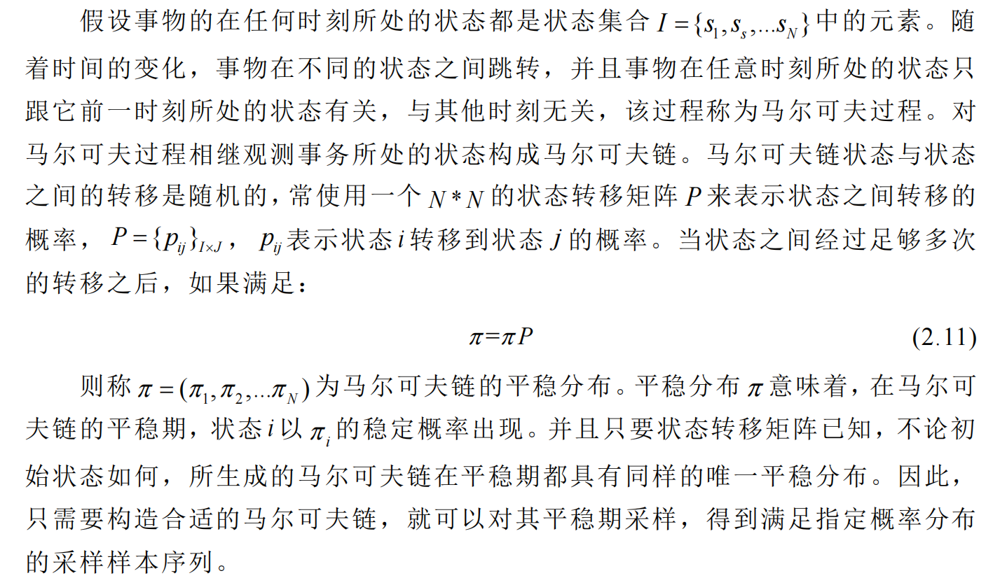 假设事物的在任何时刻所处的状态都是状态集合 I = {s₁, sₛ, ...s_N} 中的元素。随
着时间的变化，事物在不同的状态之间跳转，并且事物在任意时刻所处的状态只
跟它前一时刻所处的状态有关，与其他时刻无关，该过程称为马尔可夫过程。对
马尔可夫过程相继观测事务所处的状态构成马尔可夫链。马尔可夫链状态与状态
之间的转移是随机的，常使用一个 N * N 的状态转移矩阵 P 来表示状态之间转移的
概率， P = {p_ij}_I×J ， p_ij 表示状态 i 转移到状态 j 的概率。当状态之间经过足够多次
的转移之后，如果满足：
π=πP (2.11)
则称 π = (π₁, π₂, ...π_N) 为马尔可夫链的平稳分布。平稳分布 π 意味着，在马尔可
夫链的平稳期，状态 i 以 π_i 的稳定概率出现。并且只要状态转移矩阵已知，不论初
始状态如何，所生成的马尔可夫链在平稳期都具有同样的唯一平稳分布。因此，
只需要构造合适的马尔可夫链，就可以对其平稳期采样，得到满足指定概率分布
的采样样本序列。